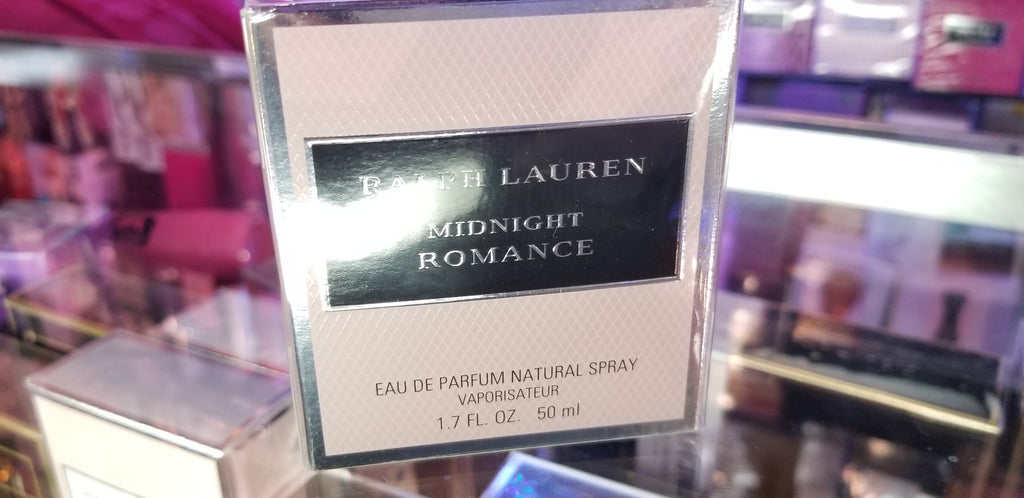 RALPH LAUREN
MIDNIGHT
ROMANCE
EAU DE PARFUM NATURAL SPRAY
VAPORISATEUR
1.7 FL. OZ. 50 ml